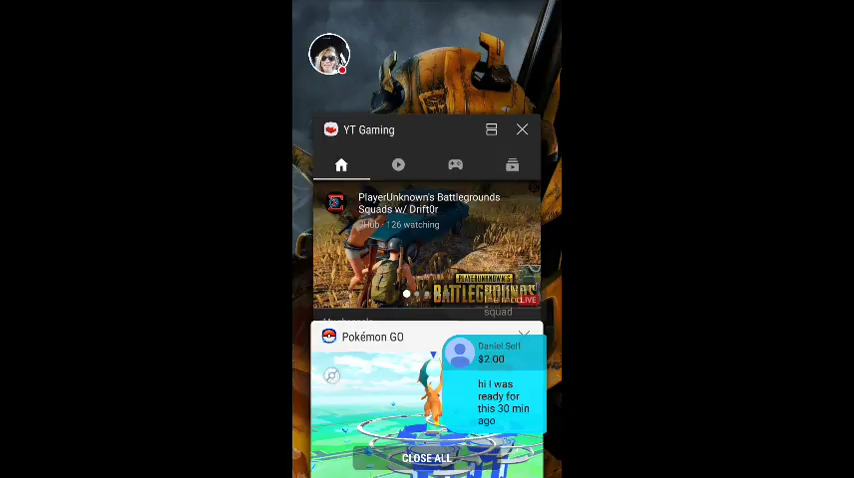 YT Gaming
PlayerUnknown's Battlegrounds
Squads w/ Drift0r
126 watching
PLAYERUNKNOWN'S
BATTLEGROUNDS
LIVE
squad
Pokémon GO
Daniel Self
$2.00
hi I was
ready for
this 30 min
ago
CLOSE ALL